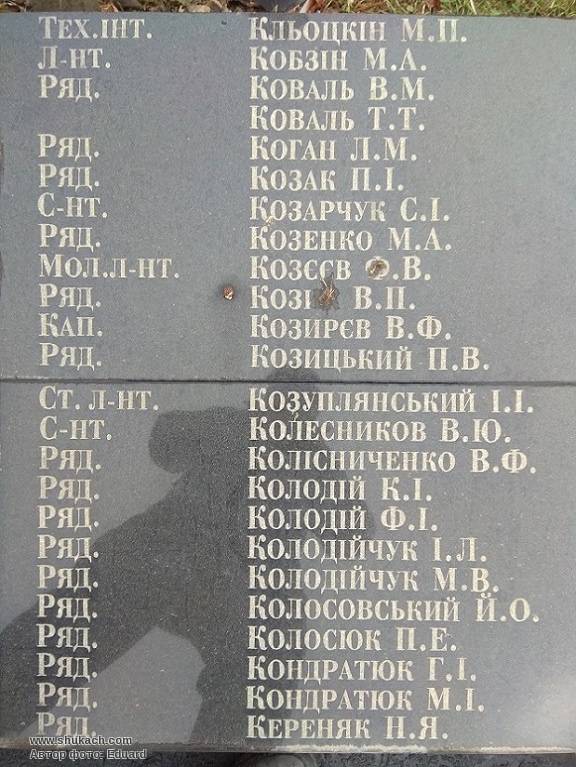 Тех.інт. Кльоцкін М.П.
Л-нт. Кобзін М.А.
Ряд. Коваль В.М.
Коваль Т.Т.
Ряд. Коган Л.М.
Ряд. Козак П.І.
С-нт. Козарчук С.І.
Ряд. Козенко М.А.
Мол.л-нт. Козєєв В.
Ряд. В.П.
Кап. Козирєв В.Ф.
Ряд. Козицький П.В.
Ст. л-нт. Козуплянський І.І.
С-нт. Колесников В.Ю.
Ряд. Колісниченко В.Ф.
Ряд. Колодій К.І.
Ряд. Колодій Ф.І.
Ряд. Колодійчук І.Л.
Ряд. Колодійчук М.В.
Ряд. Колосовський Й.О.
Ряд. Колосюк П.Е.
Ряд. Кондратюк Г.І.
Ряд. Кондратюк М.І.
Ряд. Кереняк Н.Я.
www.shukach.com
Автор фото: Eduard